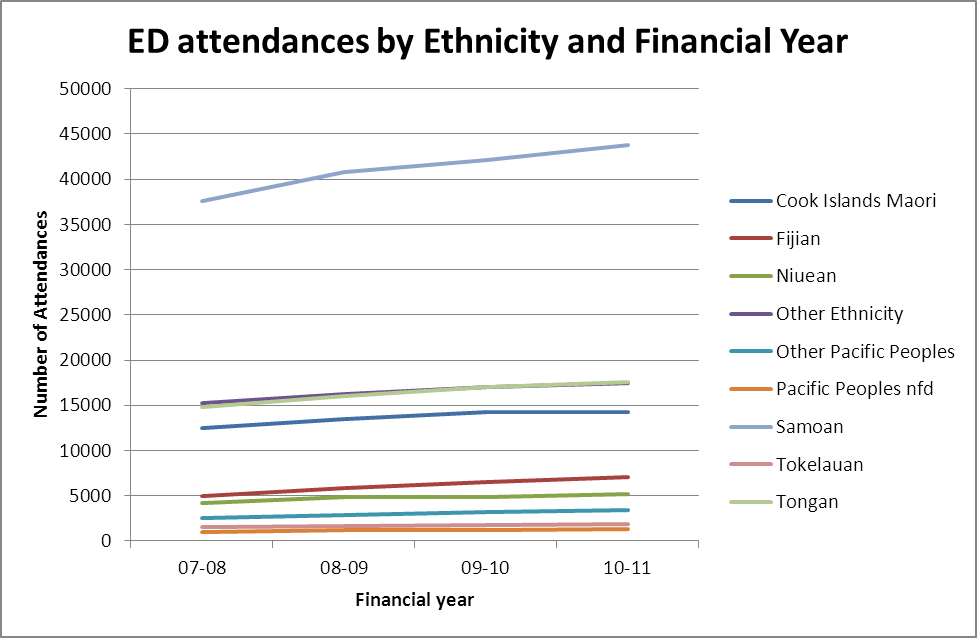 ED attendances by Ethnicity and Financial Year
50000
45000
40000
35000
30000
25000
20000
15000
10000
5000
0
Number of Attendances
07-08 08-09 09-10 10-11
Financial year
Cook Islands Maori
Fijian
Niuean
Other Ethnicity
Other Pacific Peoples
Pacific Peoples nfd
Samoan
Tokelauan
Tongan